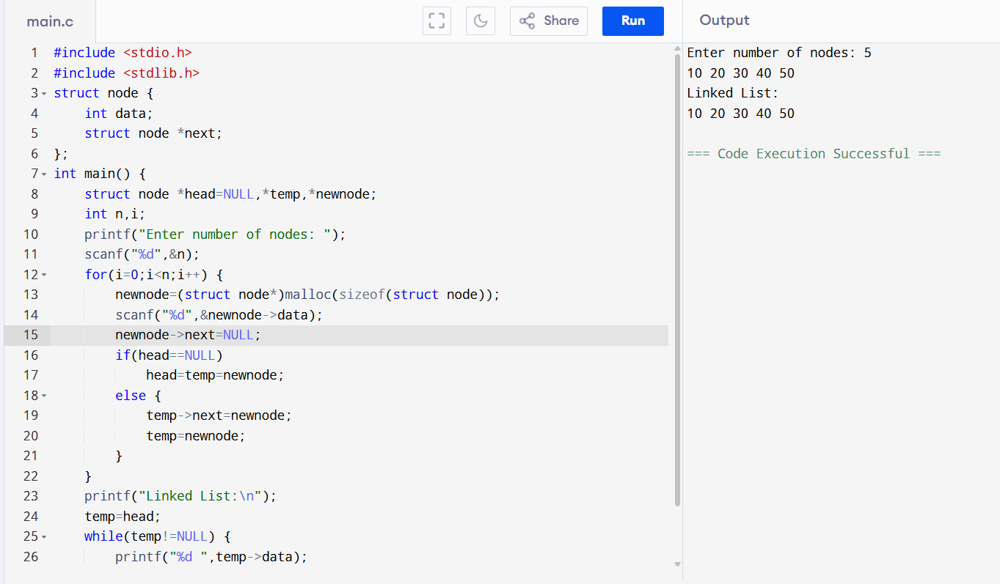 main.c
Share
Run
Output
1 #include <stdio.h>
2 #include <stdlib.h>
3 struct node {
4     int data;
5     struct node *next;
6 };
7 int main() {
8     struct node *head=NULL,*temp,*newnode;
9     int n,i;
10     printf("Enter number of nodes: ");
11     scanf("%d",&n);
12     for(i=0;i<n;i++) {
13         newnode=(struct node*)malloc(sizeof(struct node));
14         scanf("%d",&newnode->data);
15         newnode->next=NULL;
16         if(head==NULL)
17             head=temp=newnode;
18         else {
19             temp->next=newnode;
20             temp=newnode;
21         }
22     }
23     printf("Linked List:\n");
24     temp=head;
25     while(temp!=NULL) {
26         printf("%d ",temp->data);
Enter number of nodes: 5
10 20 30 40 50
Linked List:
10 20 30 40 50
=== Code Execution Successful ===